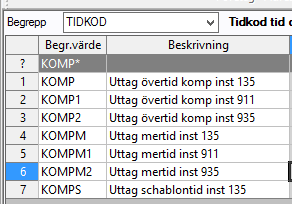 Begrepp TIDKOD Tidkod tid
Begr.värde Beskrivning
? KOMP*
1 KOMP Uttag övertid komp inst 135
2 KOMP1 Uttag övertid komp inst 911
3 KOMP2 Uttag övertid komp inst 935
4 KOMPM Uttag mertid inst 135
5 KOMPM1 Uttag mertid inst 911
6 KOMPM2 Uttag mertid inst 935
7 KOMPS Uttag schablontid inst 135